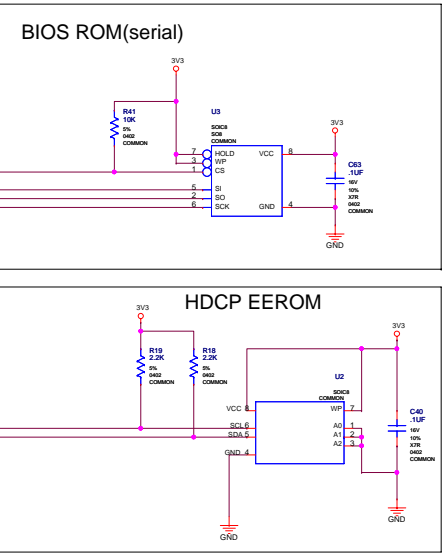 BIOS ROM(serial)
3V3
R41
10K
5%
0402
COMMON
U3
SOIC8
SO8
COMMON
7 HOLD VCC 8
3 WP
1 CS
5 SI
2 SO
6 SCK GND 4
3V3
C63
.1UF
16V
10%
X7R
0402
COMMON
GND
HDCP EEROM
3V3
R19
2.2K
5%
0402
COMMON
R18
2.2K
5%
0402
COMMON
U2
SOIC8
COMMON
VCC 8 WP 7
SCL 6 A0 1
SDA 5 A1 2
GND 4 A2 3
3V3
C40
.1UF
16V
10%
X7R
0402
COMMON
GND
GND